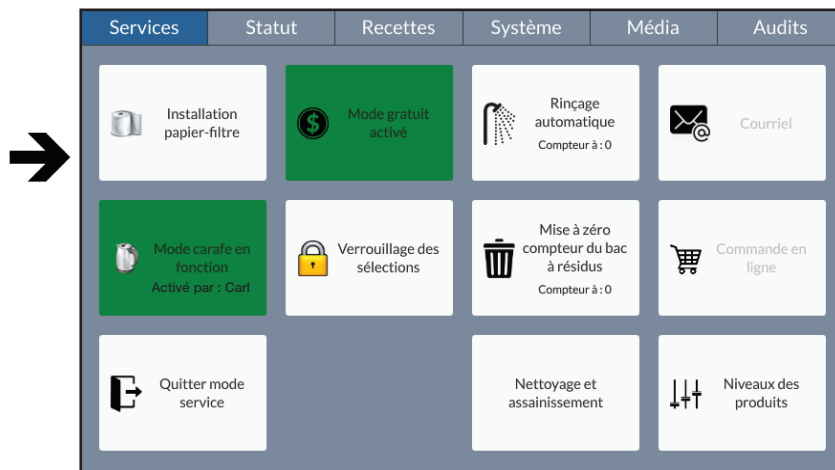 Services
Statut
Recettes
Système
Média
Audits
Installation
papier-filtre
Mode gratuit
activé
Rinçage
automatique
Compteur à : 0
Courriel
Mode carafe en
fonction
Activé par : Carl
Verrouillage des
sélections
Mise à zéro
compteur du bac
à résidus
Compteur à : 0
Commande en
ligne
Quitter mode
service
Nettoyage et
assainissement
Niveaux des
produits